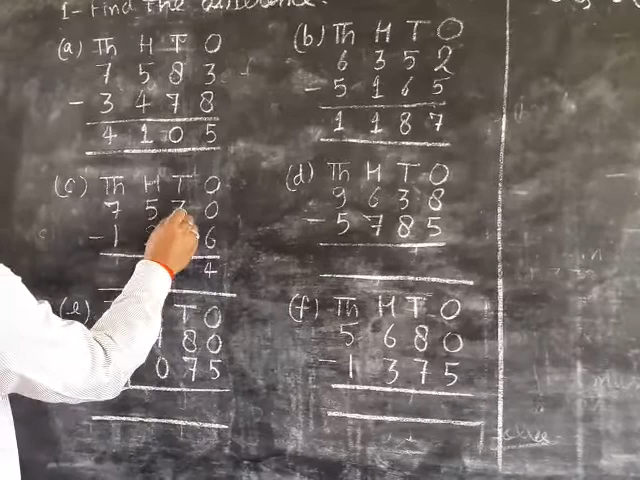 1- Find the difference.
(a) Th H T O
7 5 8 3
- 3 4 7 8
4 1 0 5
(b) Th H T O
6 3 5 2
- 5 1 6 5
1 1 8 7
(c) Th H T O
7 5 7 0
- 1 6
4
(d) Th H T O
9 6 3 8
- 5 7 8 5
(e) T O
1 8 0
0 7 5
(f) Th H T O
5 6 8 0
- 1 3 7 5